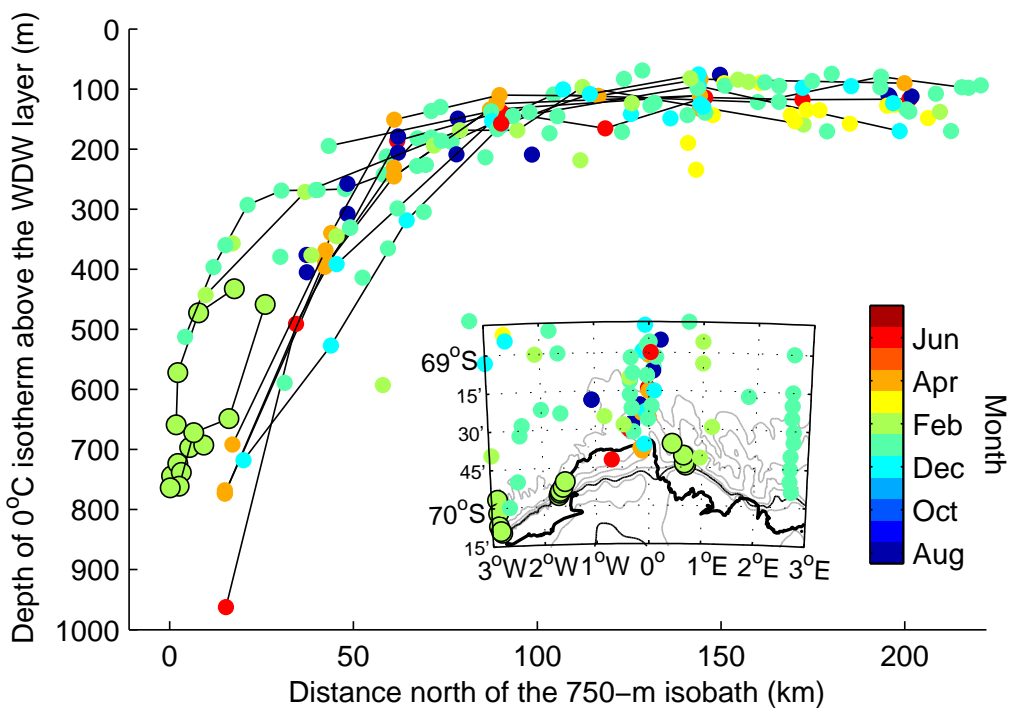 Depth of 0°C isotherm above the WDW layer (m)
0
100
200
300
400
500
600
700
800
900
1000
0
50
100
150
200
Distance north of the 750−m isobath (km)
69°S
15'
30'
45'
70°S
15'
3°W
2°W
1°W
0°
1°E
2°E
3°E
Jun
Apr
Feb
Dec
Oct
Aug
Month